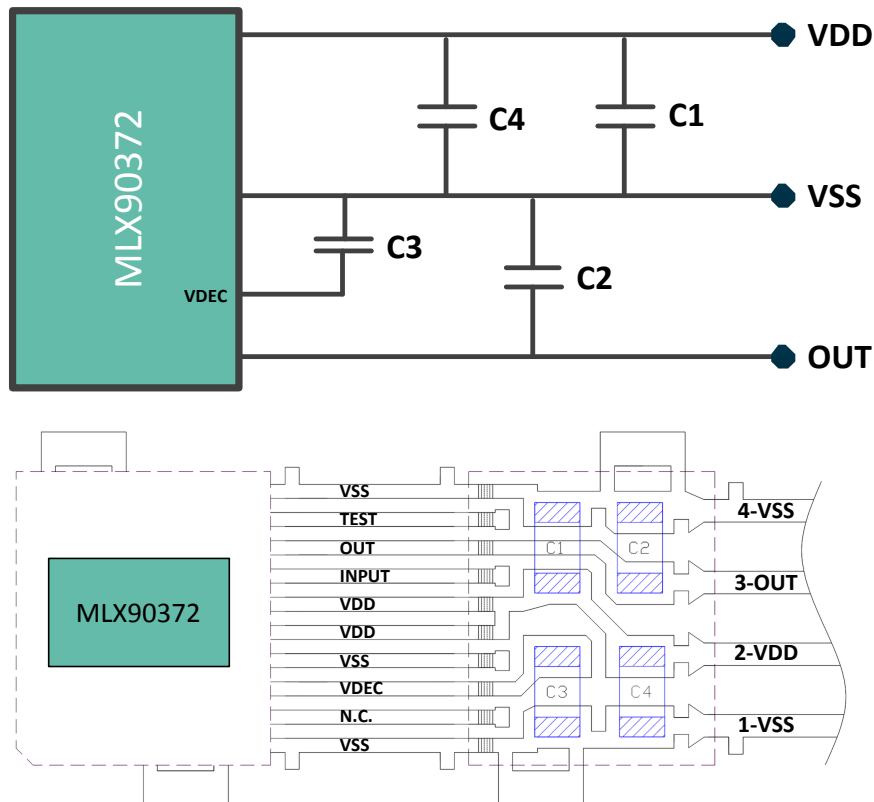 VDD
C4
C1
MLX90372
VSS
C3
C2
VDEC
OUT
VSS
4-VSS
TEST
OUT
C1
C2
INPUT
3-OUT
MLX90372
VDD
VDD
2-VDD
VSS
VDEC
C3
C4
N.C.
1-VSS
VSS